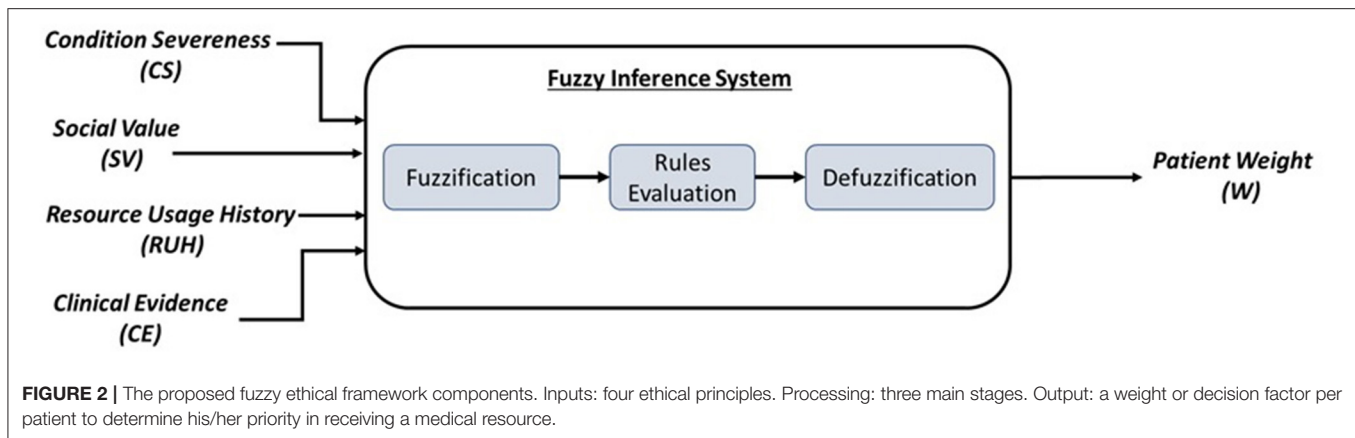 Condition Severeness
(CS)
Social Value
(SV)
Resource Usage History
(RUH)
Clinical Evidence
(CE)
Fuzzy Inference System
Fuzzification
Rules
Evaluation
Defuzzification
Patient Weight
(W)
FIGURE 2 | The proposed fuzzy ethical framework components. Inputs: four ethical principles. Processing: three main stages. Output: a weight or decision factor per
patient to determine his/her priority in receiving a medical resource.